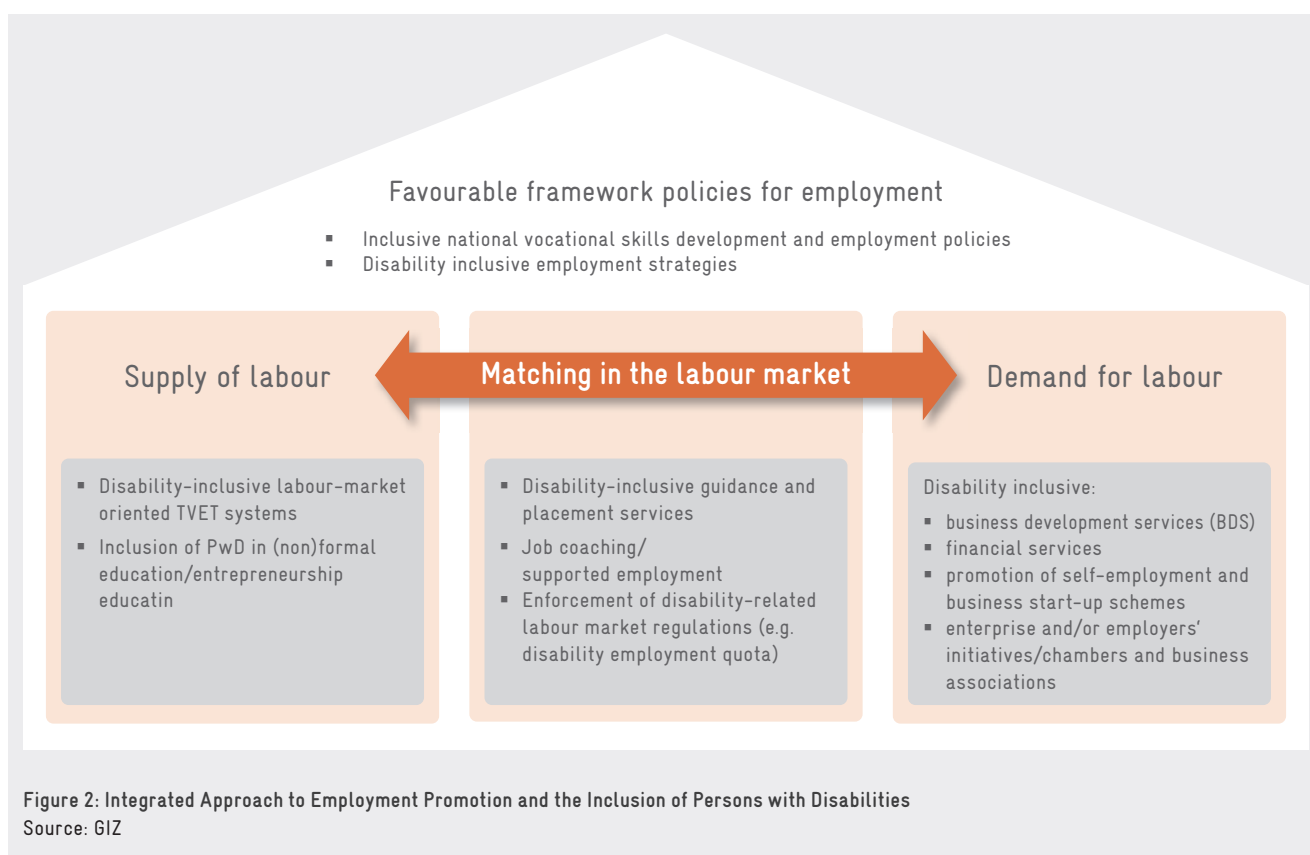 Favourable framework policies for employment
▪ Inclusive national vocational skills development and employment policies
▪ Disability inclusive employment strategies
Supply of labour
Matching in the labour market
Demand for labour
▪ Disability-inclusive labour-market
oriented TVET systems
▪ Inclusion of PwD in (non)formal
education/entrepreneurship
educatin
▪ Disability-inclusive guidance and
placement services
▪ Job coaching/
supported employment
▪ Enforcement of disability-related
labour market regulations (e.g.
disability employment quota)
Disability inclusive:
▪ business development services (BDS)
▪ financial services
▪ promotion of self-employment and
business start-up schemes
▪ enterprise and/or employers'
initiatives/chambers and business
associations
Figure 2: Integrated Approach to Employment Promotion and the Inclusion of Persons with Disabilities
Source: GIZ